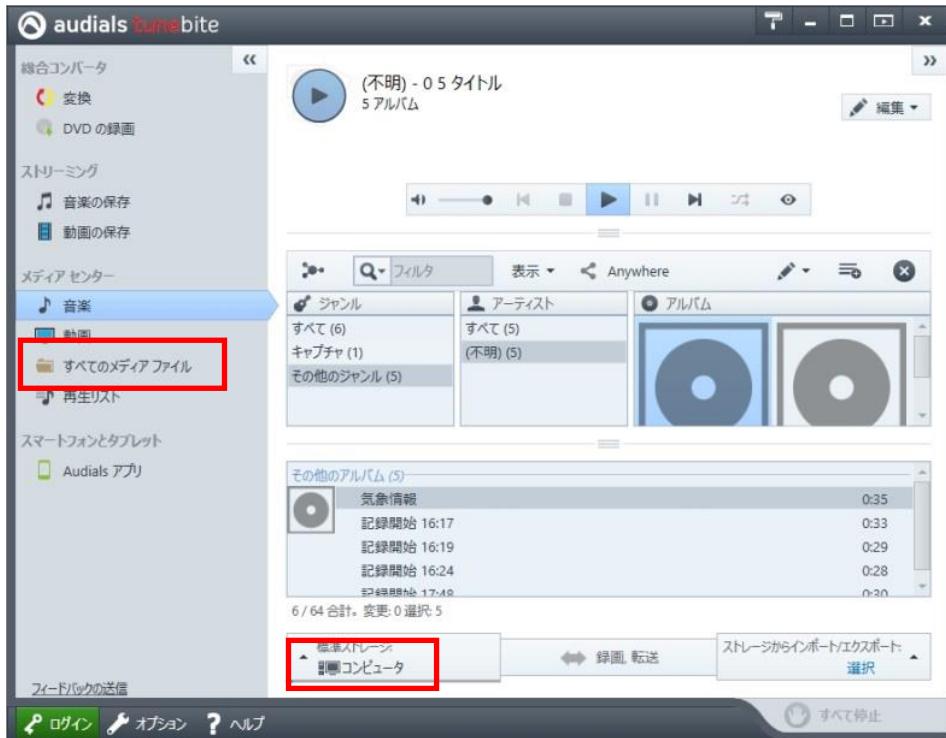 audials tunebite
総合コンバータ
変換
DVD の録画
ストリーミング
音楽の保存
動画の保存
メディア センター
音楽
動画
すべてのメディア ファイル
再生リスト
スマートフォンとタブレット
Audials アプリ
フィードバックの送信
(不明) - 0 5 タイトル
5 アルバム
編集
フィルタ
表示
Anywhere
ジャンル
アーティスト
アルバム
すべて (6)
すべて (5)
キャプチャ (1)
(不明) (5)
その他のジャンル (5)
その他のアルバム (5)
気象情報 0:35
記録開始 16:17 0:33
記録開始 16:19 0:29
記録開始 16:24 0:28
記録開始 17:48 0:30
6 / 64 合計。変更: 0 選択: 5
標準ストレージ:
コンピュータ
録画, 転送
ストレージからインポート/エクスポート:
選択
ログイン オプション ? ヘルプ
すべて停止